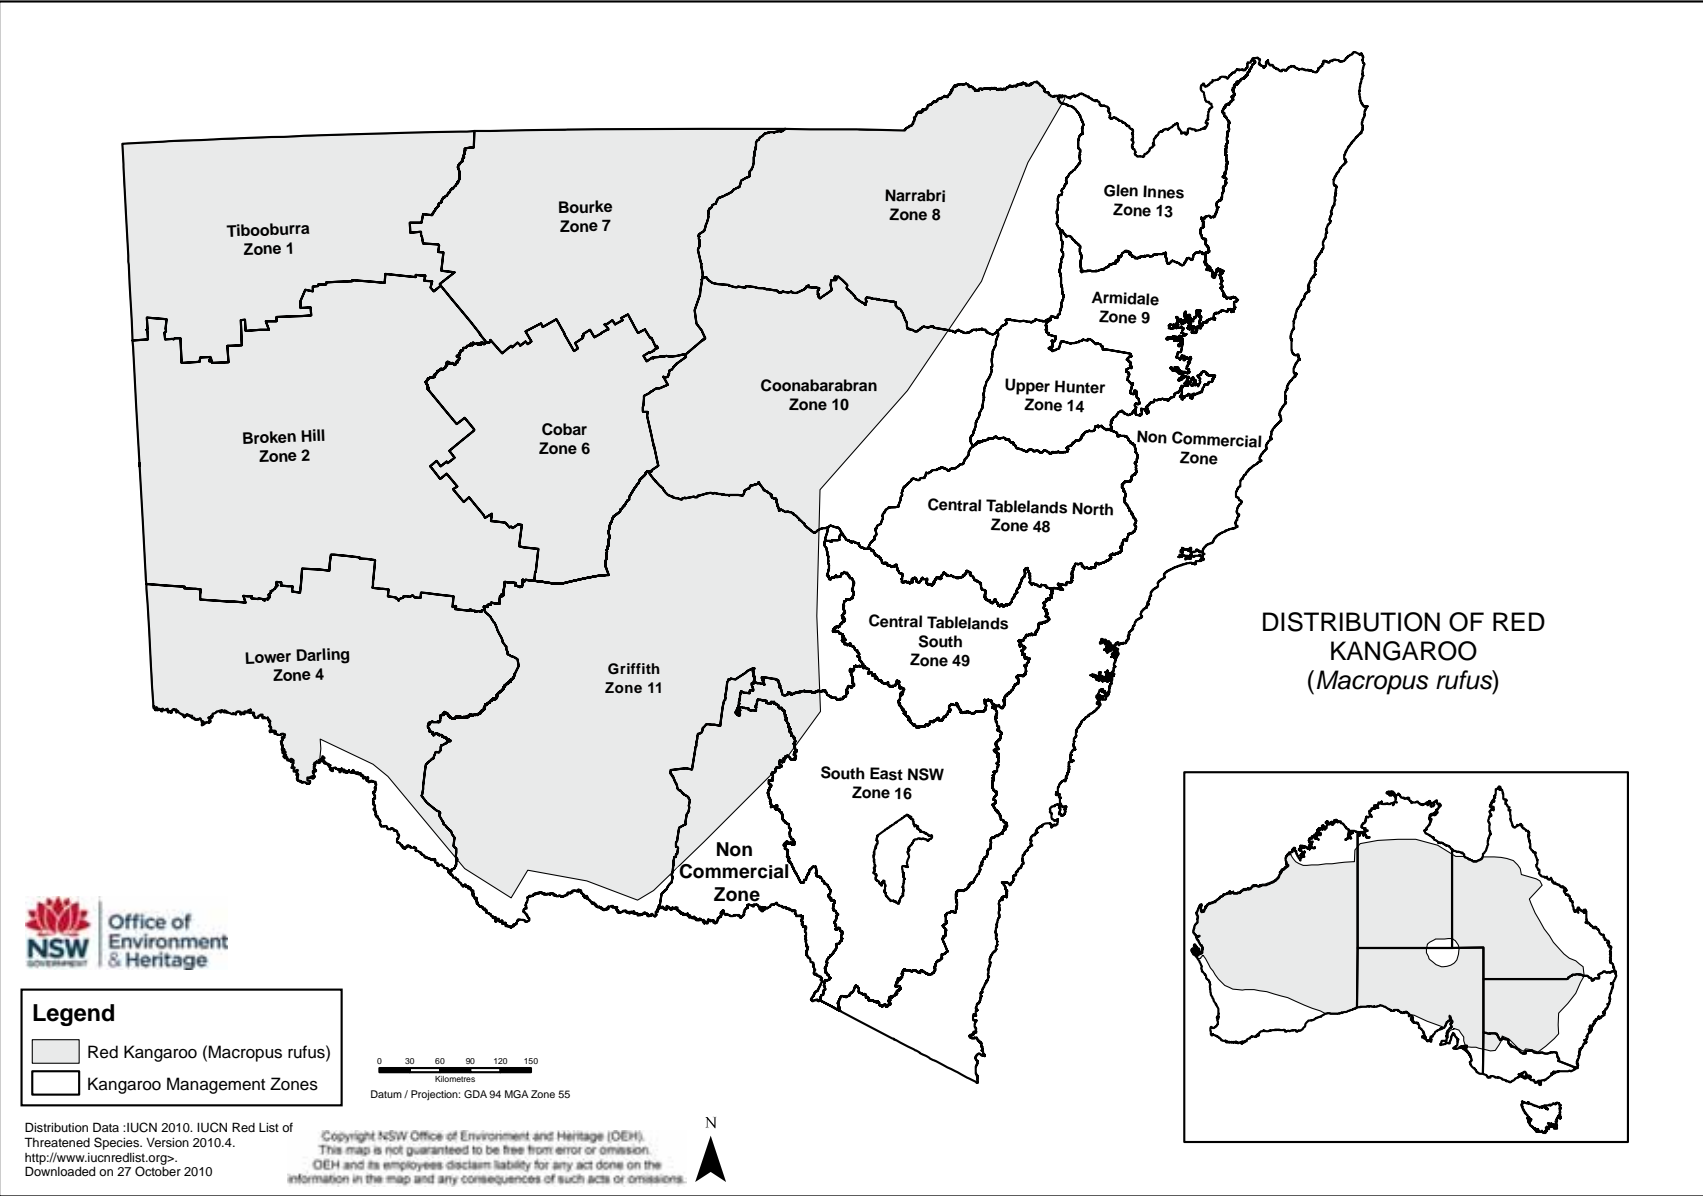 Tibooburra
Zone 1
Bourke
Zone 7
Narrabri
Zone 8
Glen Innes
Zone 13
Armidale
Zone 9
Broken Hill
Zone 2
Cobar
Zone 6
Coonabarabran
Zone 10
Upper Hunter
Zone 14
Non Commercial
Zone
Central Tablelands North
Zone 48
Lower Darling
Zone 4
Griffith
Zone 11
Central Tablelands
South
Zone 49
South East NSW
Zone 16
Non
Commercial
Zone
DISTRIBUTION OF RED
KANGAROO
(Macropus rufus)
NSW
GOVERNMENT
Office of
Environment
& Heritage
Legend
Red Kangaroo (Macropus rufus)
Kangaroo Management Zones
0 30 60 90 120 150
Kilometres
Datum / Projection: GDA 94 MGA Zone 55
Distribution Data :IUCN 2010. IUCN Red List of
Threatened Species. Version 2010.4.
http://www.iucnredlist.org>.
Downloaded on 27 October 2010
Copyright NSW Office of Environment and Heritage (OEH).
This map is not guaranteed to be free from error or omission.
OEH and its employees disclaim liability for any act done on the
information in the map and any consequences of such acts or omissions.
N